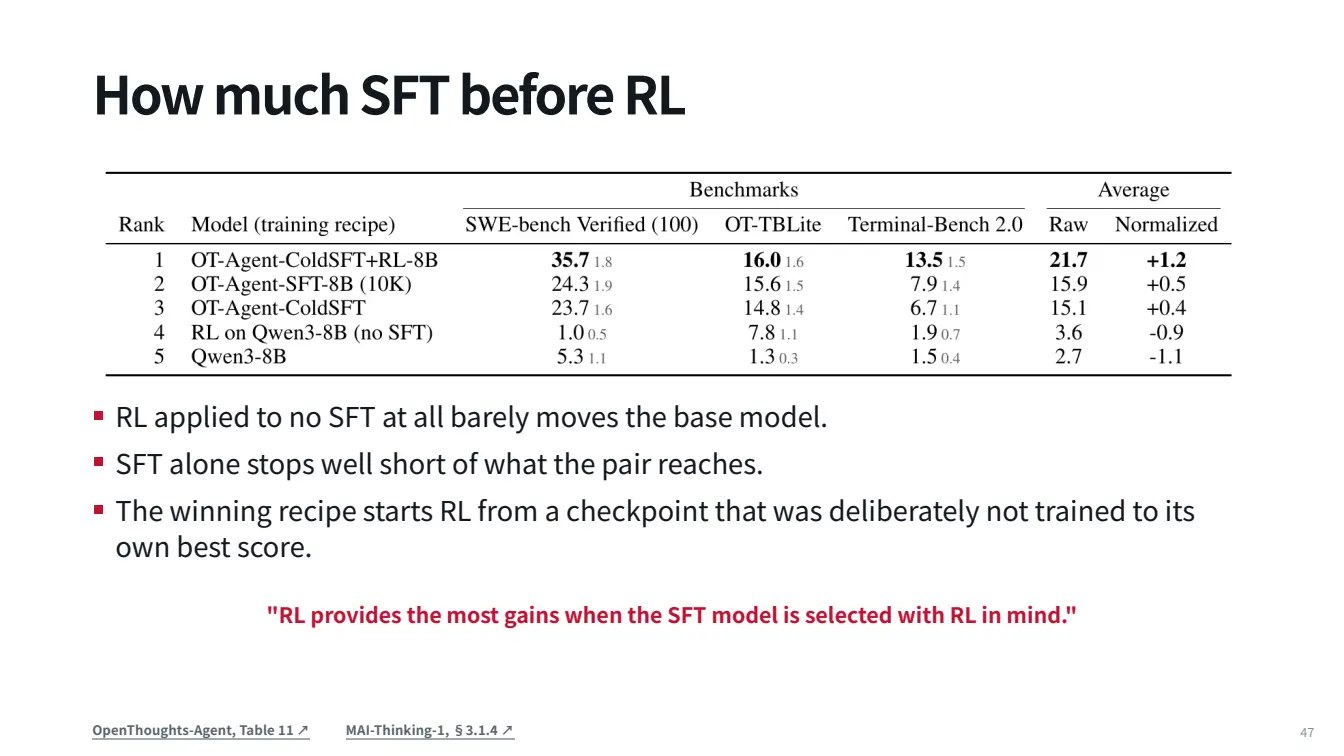 How much SFT before RL
Benchmarks Average
Rank Model (training recipe) SWE-bench Verified (100) OT-TBLite Terminal-Bench 2.0 Raw Normalized
1 OT-Agent-ColdSFT+RL-8B 35.7 1.8 16.0 1.6 13.5 1.5 21.7 +1.2
2 OT-Agent-SFT-8B (10K) 24.3 1.9 15.6 1.5 7.9 1.4 15.9 +0.5
3 OT-Agent-ColdSFT 23.7 1.6 14.8 1.4 6.7 1.1 15.1 +0.4
4 RL on Qwen3-8B (no SFT) 1.0 0.5 7.8 1.1 1.9 0.7 3.6 -0.9
5 Qwen3-8B 5.3 1.1 1.3 0.3 1.5 0.4 2.7 -1.1
▪ RL applied to no SFT at all barely moves the base model.
▪ SFT alone stops well short of what the pair reaches.
▪ The winning recipe starts RL from a checkpoint that was deliberately not trained to its
own best score.
"RL provides the most gains when the SFT model is selected with RL in mind."
OpenThoughts-Agent, Table 11 ↗ MAI-Thinking-1, §3.1.4 ↗ 47